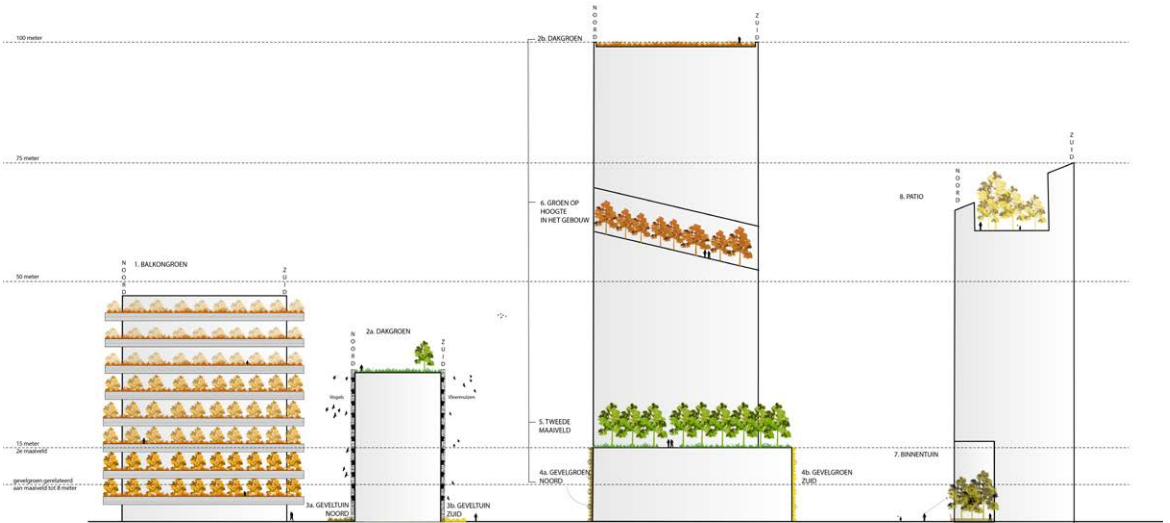 NOORD
ZUID
100 meter
2b. DAKGROEN
75 meter
ZUID
NOORD
8. PATIO
6. GROEN OP
HOOGTE
IN HET GEBOUW
NOORD
1. BALKONGROEN
ZUID
50 meter
2a. DAKGROEN
NOORD
ZUID
Vogels
Vleermuizen
5. TWEEDE
MAAIVELD
15 meter
2e maaiveld
7. BINNENTUIN
4a. GEVELGROEN
NOORD
4b. GEVELGROEN
ZUID
gevelgroen gerelateerd
aan maaiveld tot 8 meter
3a. GEVELTUIN
NOORD
3b. GEVELTUIN
ZUID